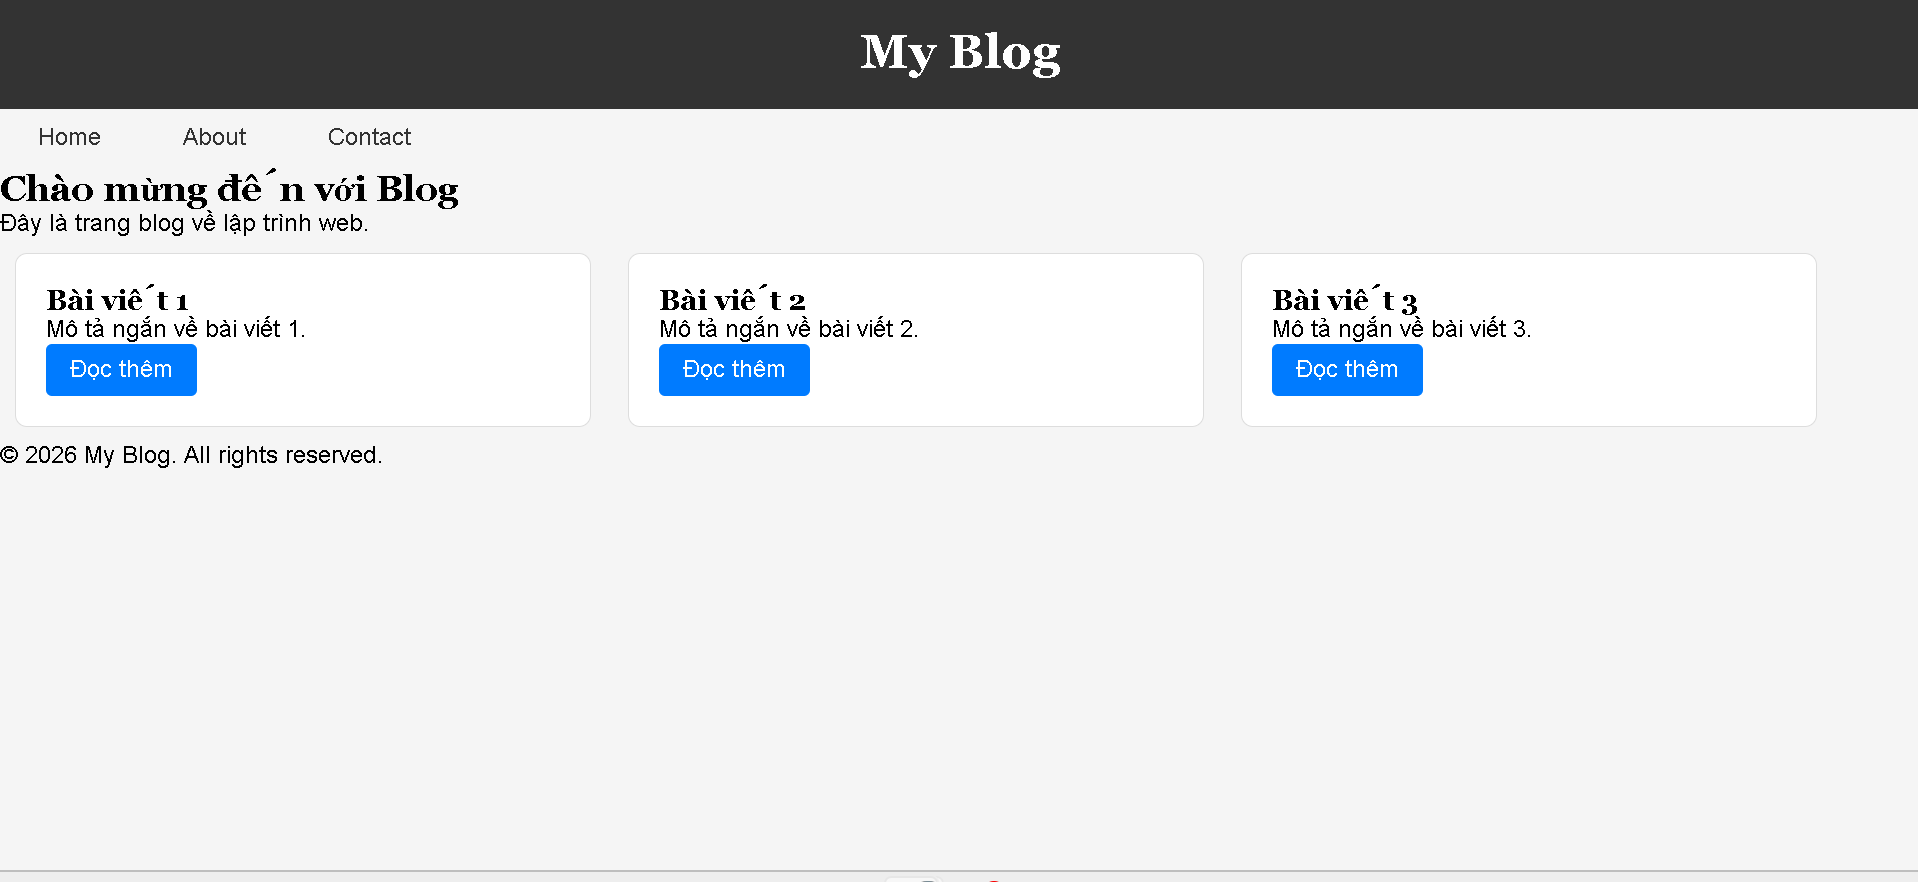 My Blog
Home About Contact
Chào mừng đến với Blog
Đây là trang blog về lập trình web.
Bài viết 1 Bài viết 2 Bài viết 3
Mô tả ngắn về bài viết 1. Mô tả ngắn về bài viết 2. Mô tả ngắn về bài viết 3.
Đọc thêm Đọc thêm Đọc thêm
© 2026 My Blog. All rights reserved.